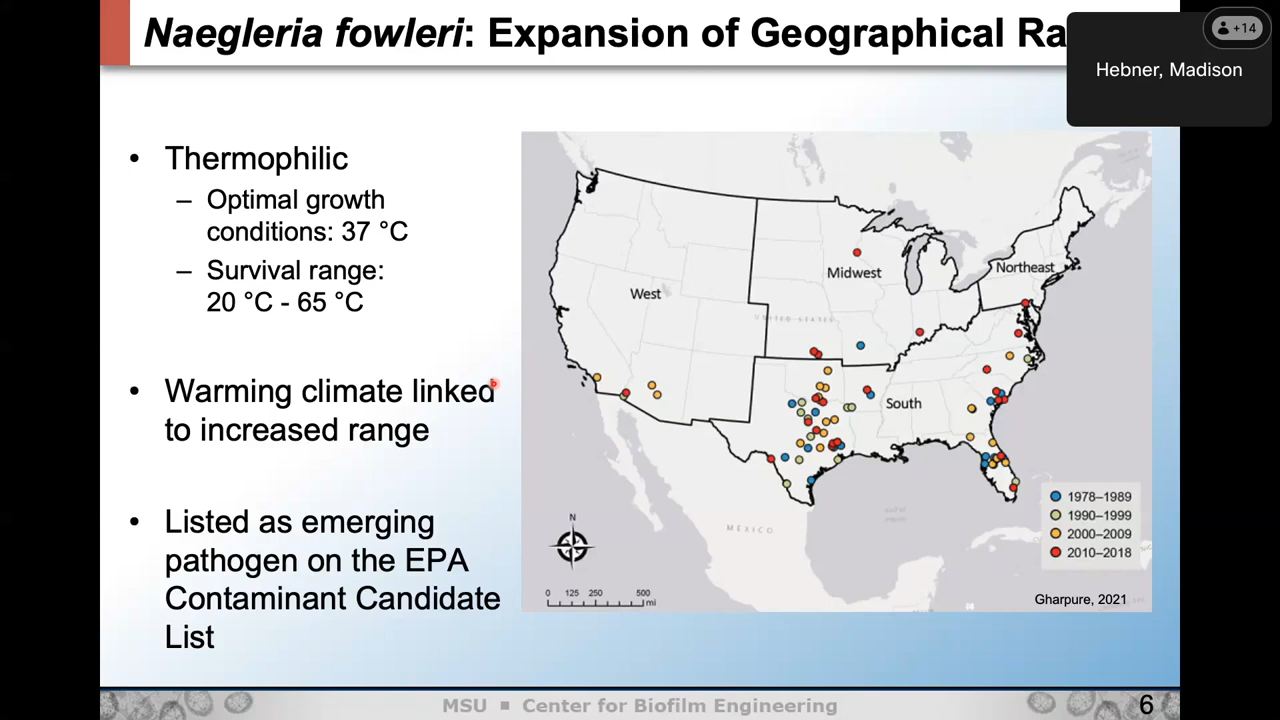 Naegleria fowleri: Expansion of Geographical Ra
+14
Hebner, Madison
• Thermophilic
– Optimal growth
conditions: 37 °C
– Survival range:
20 °C - 65 °C
• Warming climate linked
to increased range
• Listed as emerging
pathogen on the EPA
Contaminant Candidate
List
West
Midwest
Northeast
South
UNITED STATES
MEXICO
N
0 125 250 500
mi
1978–1989
1990–1999
2000–2009
2010–2018
Gharpure, 2021
MSU ■ Center for Biofilm Engineering
6